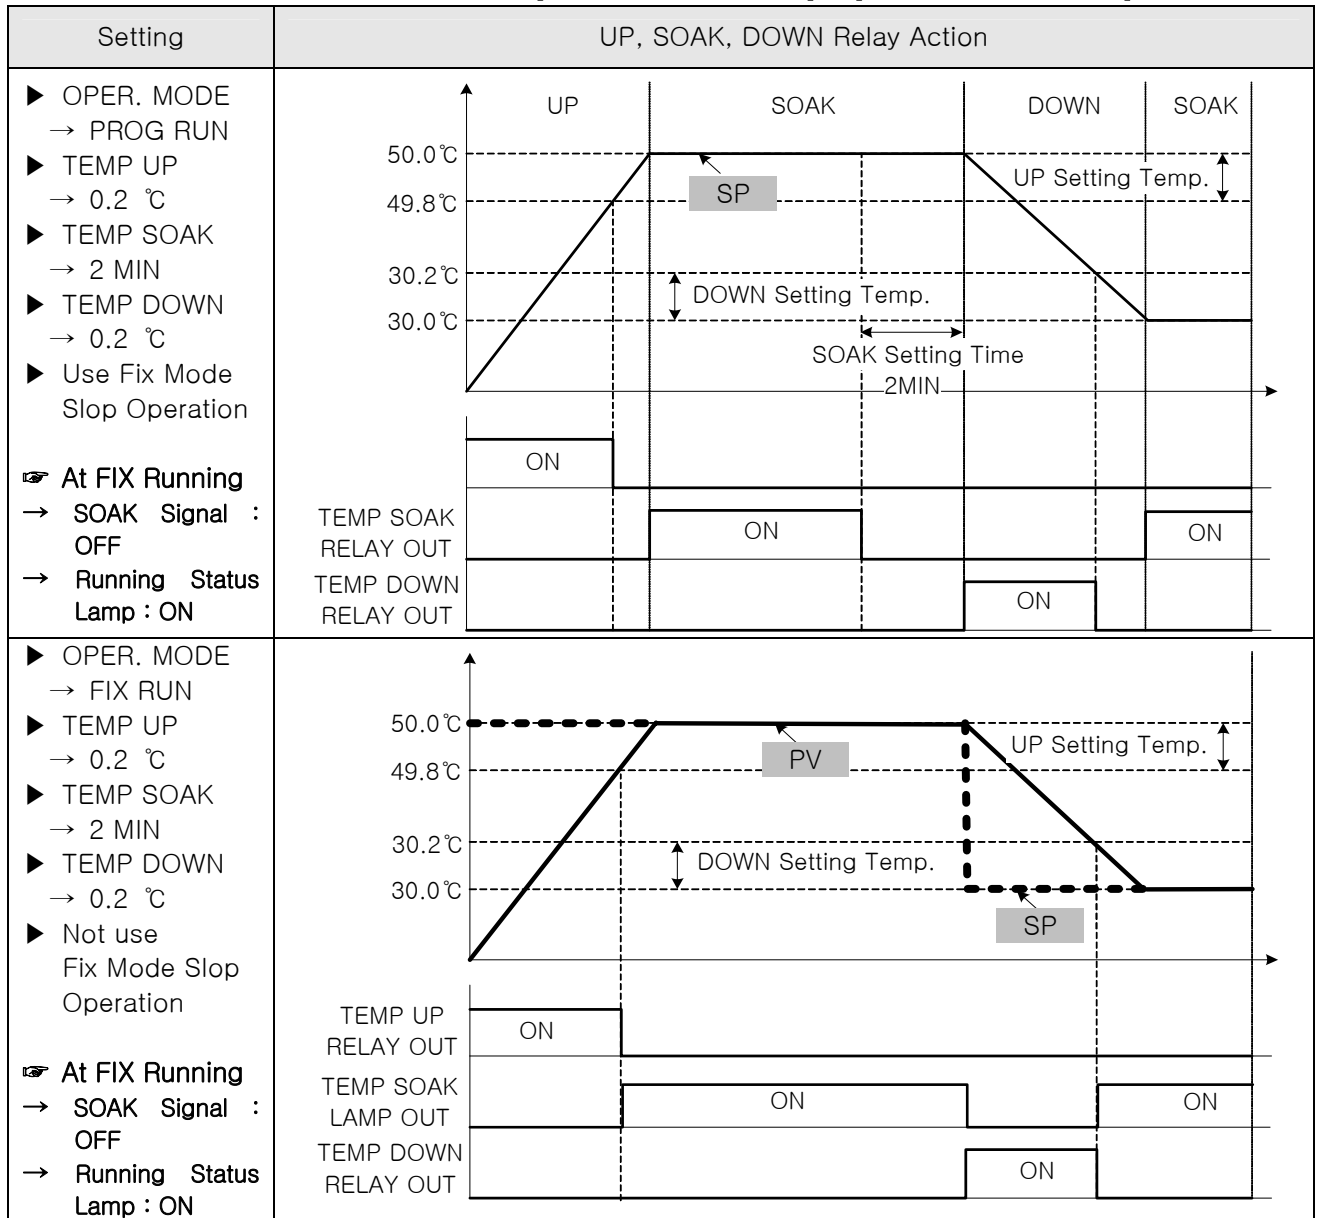 Setting
UP, SOAK, DOWN Relay Action
▶ OPER. MODE
→ PROG RUN
▶ TEMP UP
→ 0.2 ℃
▶ TEMP SOAK
→ 2 MIN
▶ TEMP DOWN
→ 0.2 ℃
▶ Use Fix Mode
Slop Operation
☞ At FIX Running
→ SOAK Signal :
OFF
→ Running Status
Lamp : ON
UP
SOAK
DOWN
SOAK
50.0℃
SP
UP Setting Temp.
49.8℃
30.2℃
DOWN Setting Temp.
30.0℃
SOAK Setting Time
2MIN
ON
TEMP SOAK
RELAY OUT
ON
ON
TEMP DOWN
RELAY OUT
ON
▶ OPER. MODE
→ FIX RUN
▶ TEMP UP
→ 0.2 ℃
▶ TEMP SOAK
→ 2 MIN
▶ TEMP DOWN
→ 0.2 ℃
▶ Not use
Fix Mode Slop
Operation
☞ At FIX Running
→ SOAK Signal :
OFF
→ Running Status
Lamp : ON
50.0℃
PV
UP Setting Temp.
49.8℃
30.2℃
DOWN Setting Temp.
30.0℃
SP
TEMP UP
RELAY OUT
ON
TEMP SOAK
LAMP OUT
ON
ON
TEMP DOWN
RELAY OUT
ON